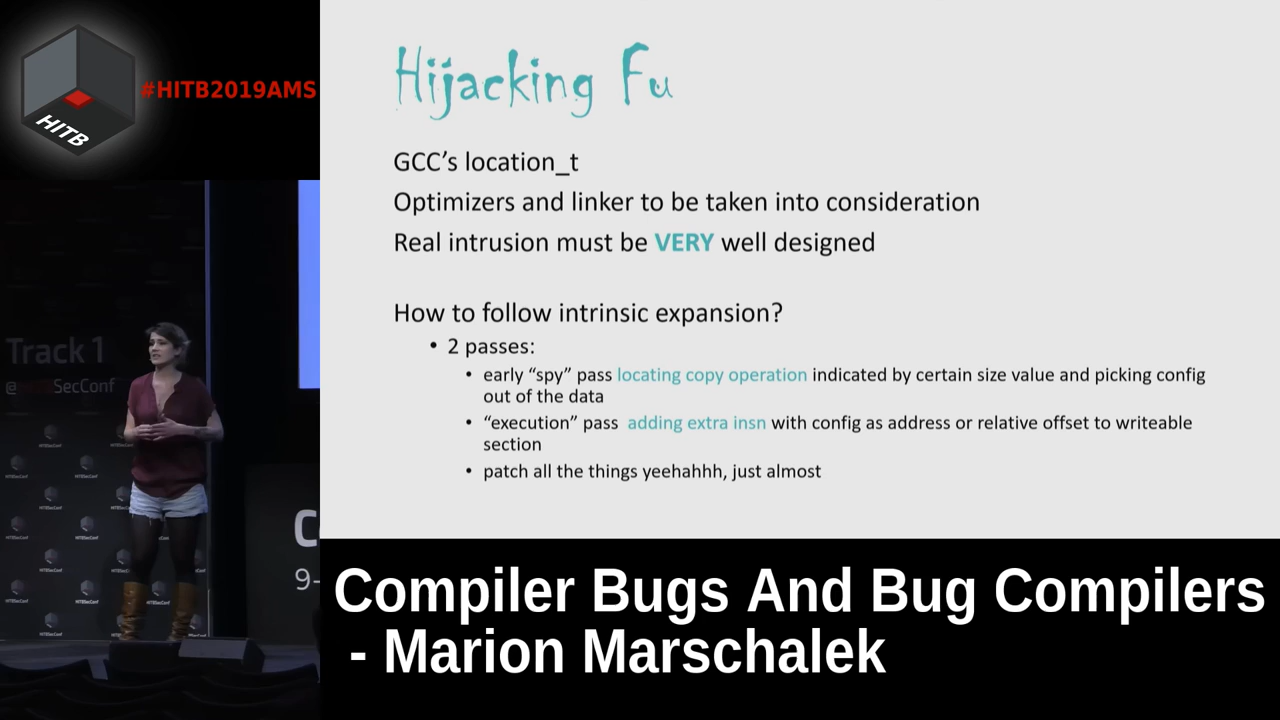 HITB
#HITB2019AMS
Hijacking Fu
GCC’s location_t
Optimizers and linker to be taken into consideration
Real intrusion must be VERY well designed
How to follow intrinsic expansion?
• 2 passes:
• early “spy” pass locating copy operation indicated by certain size value and picking config
out of the data
• “execution” pass adding extra insn with config as address or relative offset to writeable
section
• patch all the things yeehahhh, just almost
Track 1
@ SecConf
C
9-
Compiler Bugs And Bug Compilers
- Marion Marschalek